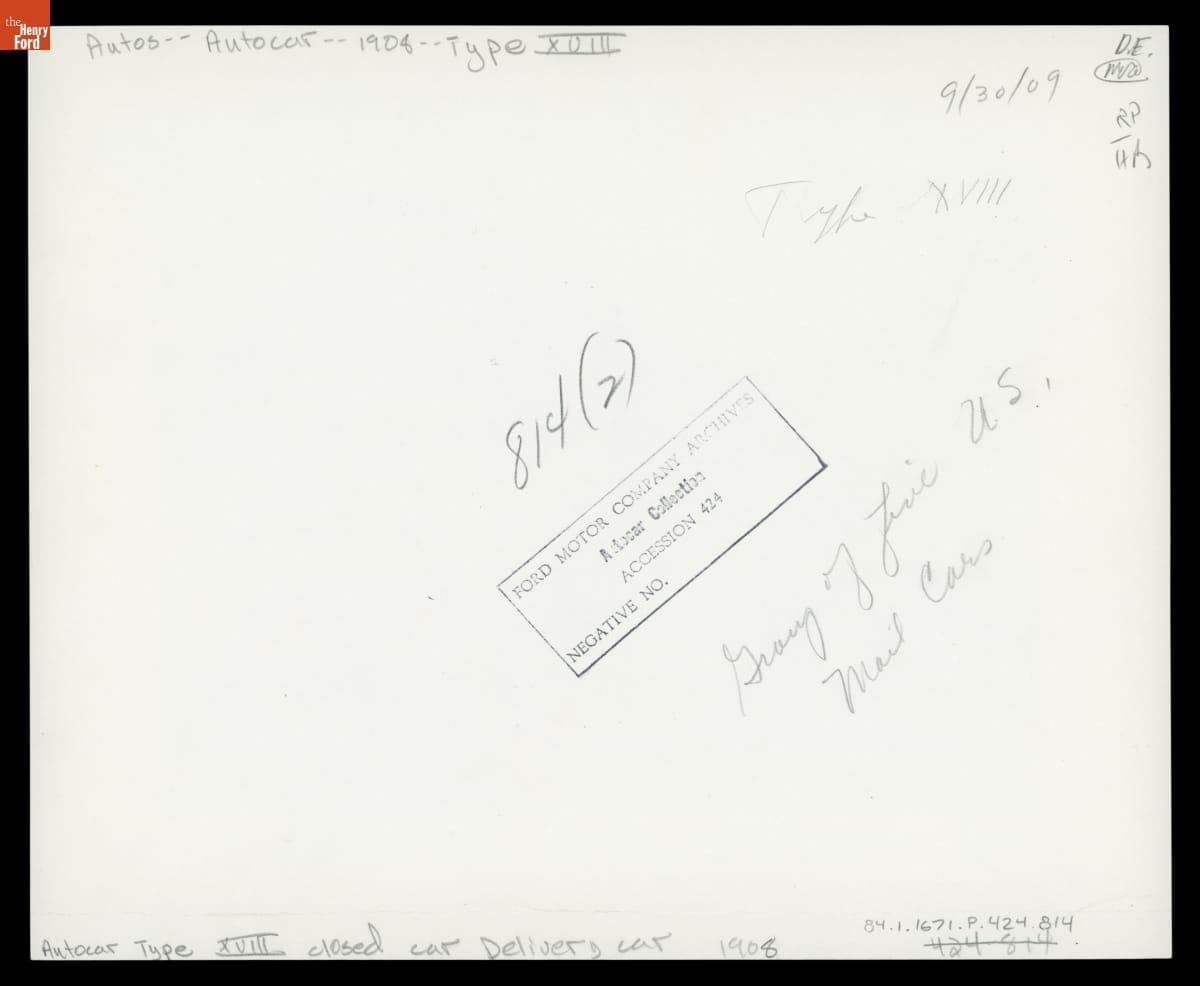 the
Henry
Ford
Autos-- Autocar--1908--Type XVIII
D.E.
9/30/09
RP
Type XVIII
814(2)
FORD MOTOR COMPANY ARCHIVES
Autocar Collection
ACCESSION 424
NEGATIVE NO.
Group of five U.S.
Mail Cars
84.1.1671.P.424.814
424-814
Autocar Type XVIII closed car Delivery car 1908